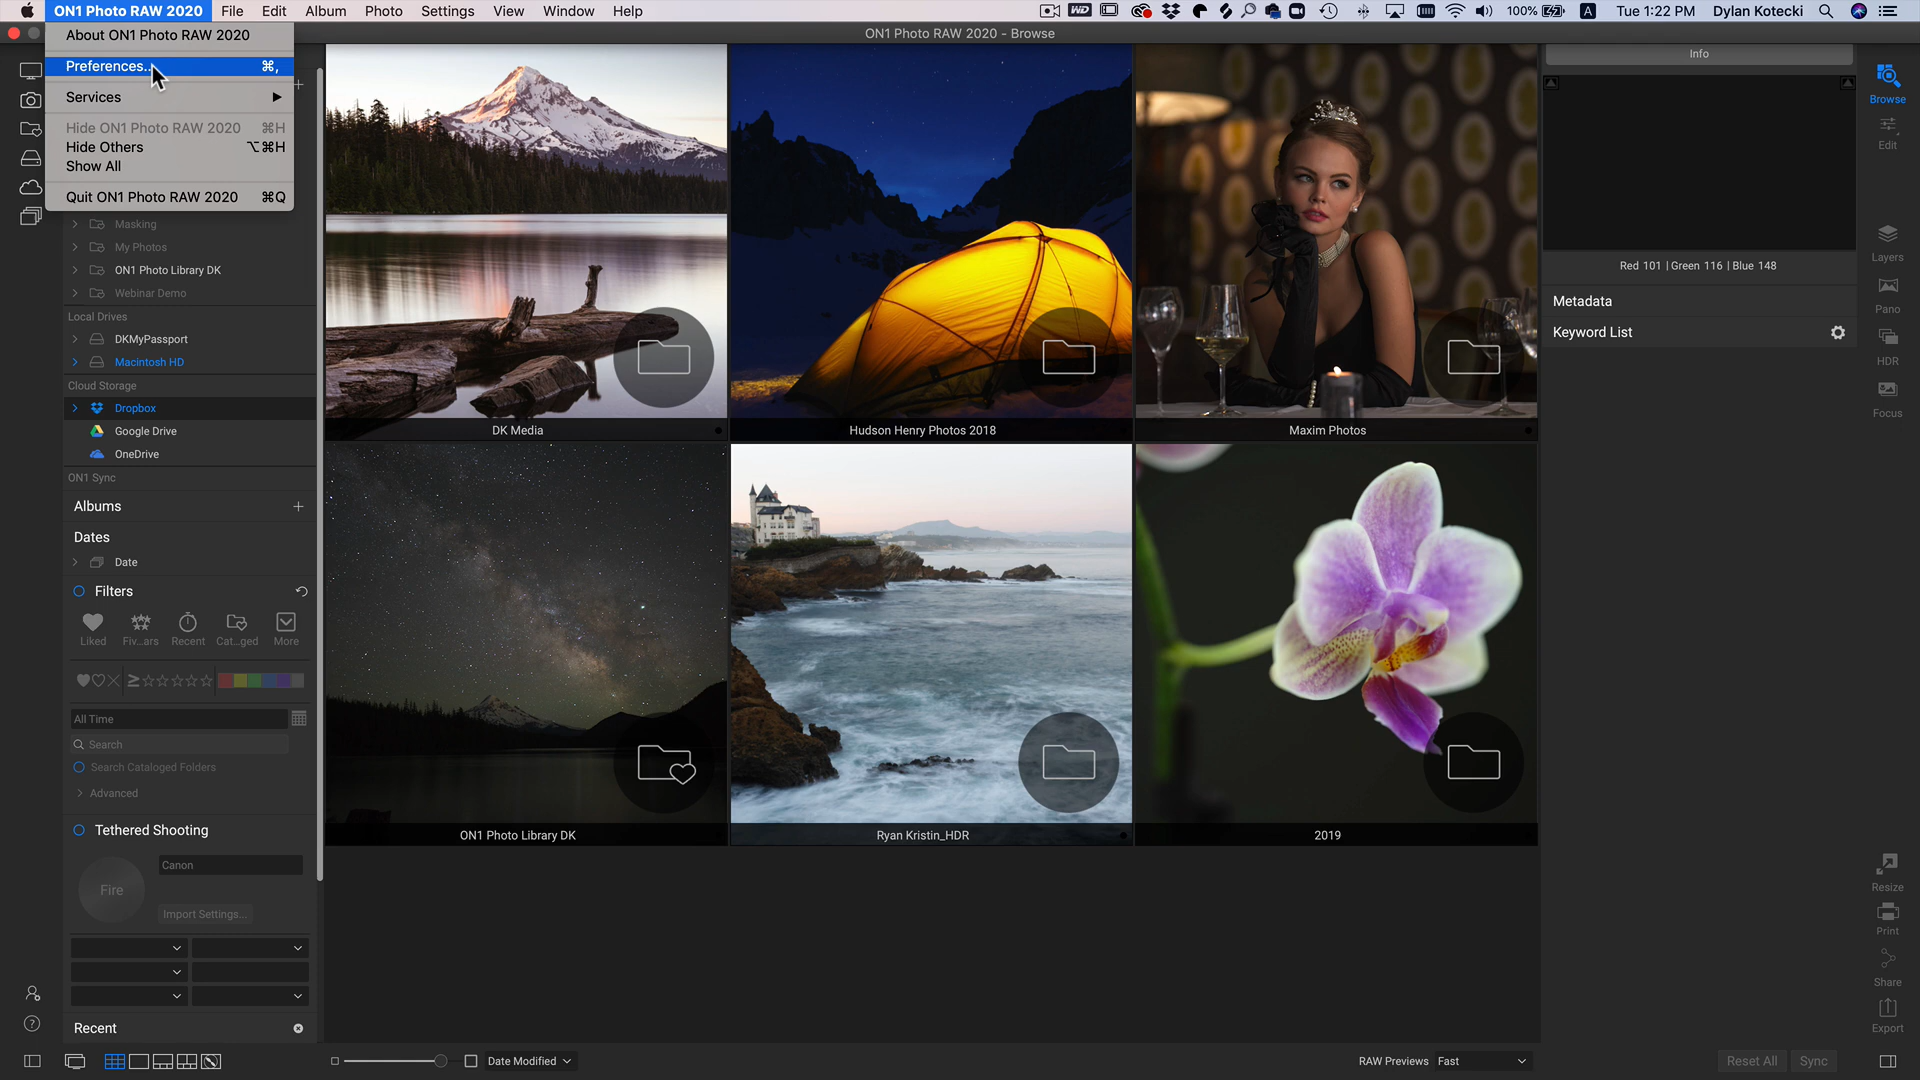 ON1 Photo RAW 2020 File Edit Album Photo Settings View Window Help
WD 100% A Tue 1:22 PM Dylan Kotecki
ON1 Photo RAW 2020 - Browse
About ON1 Photo RAW 2020
Preferences... ⌘,
Services
Hide ON1 Photo RAW 2020 ⌘H
Hide Others ⌥⌘H
Show All
Quit ON1 Photo RAW 2020 ⌘Q
Masking
My Photos
ON1 Photo Library DK
Webinar Demo
Local Drives
DKMyPassport
Macintosh HD
Cloud Storage
Dropbox
Google Drive
OneDrive
ON1 Sync
Albums
Dates
Date
Filters
Liked Fiv...ars Recent Cat...ged More
All Time
Search
Search Cataloged Folders
Advanced
Tethered Shooting
Canon
Fire
Import Settings...
Recent
DK Media
Hudson Henry Photos 2018
Maxim Photos
ON1 Photo Library DK
Ryan Kristin_HDR
2019
Date Modified
RAW Previews Fast
Info
Red 101 | Green 116 | Blue 148
Metadata
Keyword List
Browse
Edit
Layers
Pano
HDR
Focus
Resize
Print
Share
Export
Reset All Sync